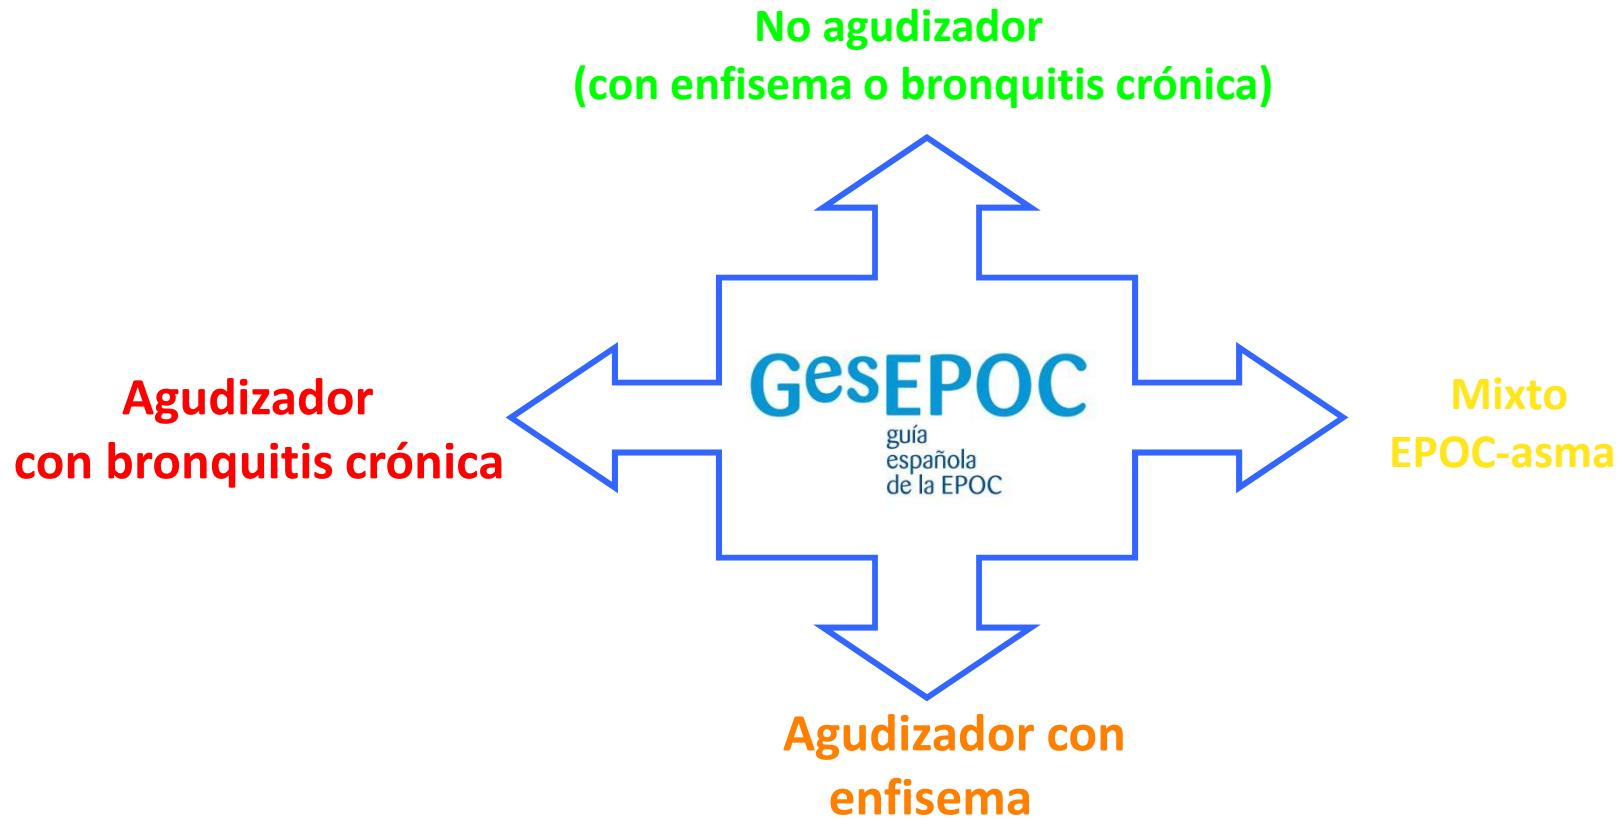 No agudizador
(con enfisema o bronquitis crónica)
Agudizador
con bronquitis crónica
GesEPOC
guía
española
de la EPOC
Mixto
EPOC-asma
Agudizador con
enfisema